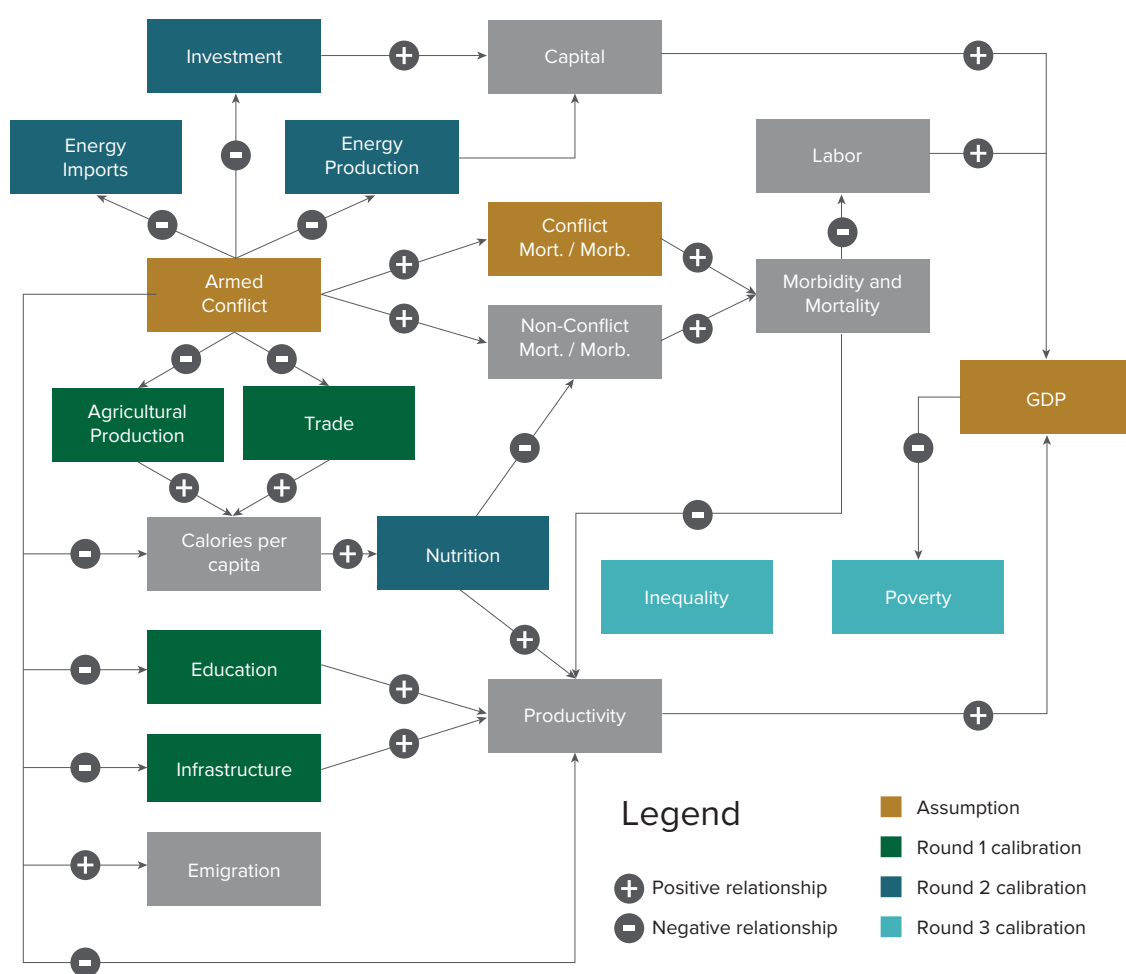 Investment
Capital
Energy
Imports
Energy
Production
Labor
Conflict
Mort. / Morb.
Armed
Conflict
Morbidity and
Mortality
Non-Conflict
Mort. / Morb.
Agricultural
Production
Trade
GDP
Calories per
capita
Nutrition
Inequality
Poverty
Education
Productivity
Infrastructure
Emigration
Legend
Positive relationship
Negative relationship
Assumption
Round 1 calibration
Round 2 calibration
Round 3 calibration